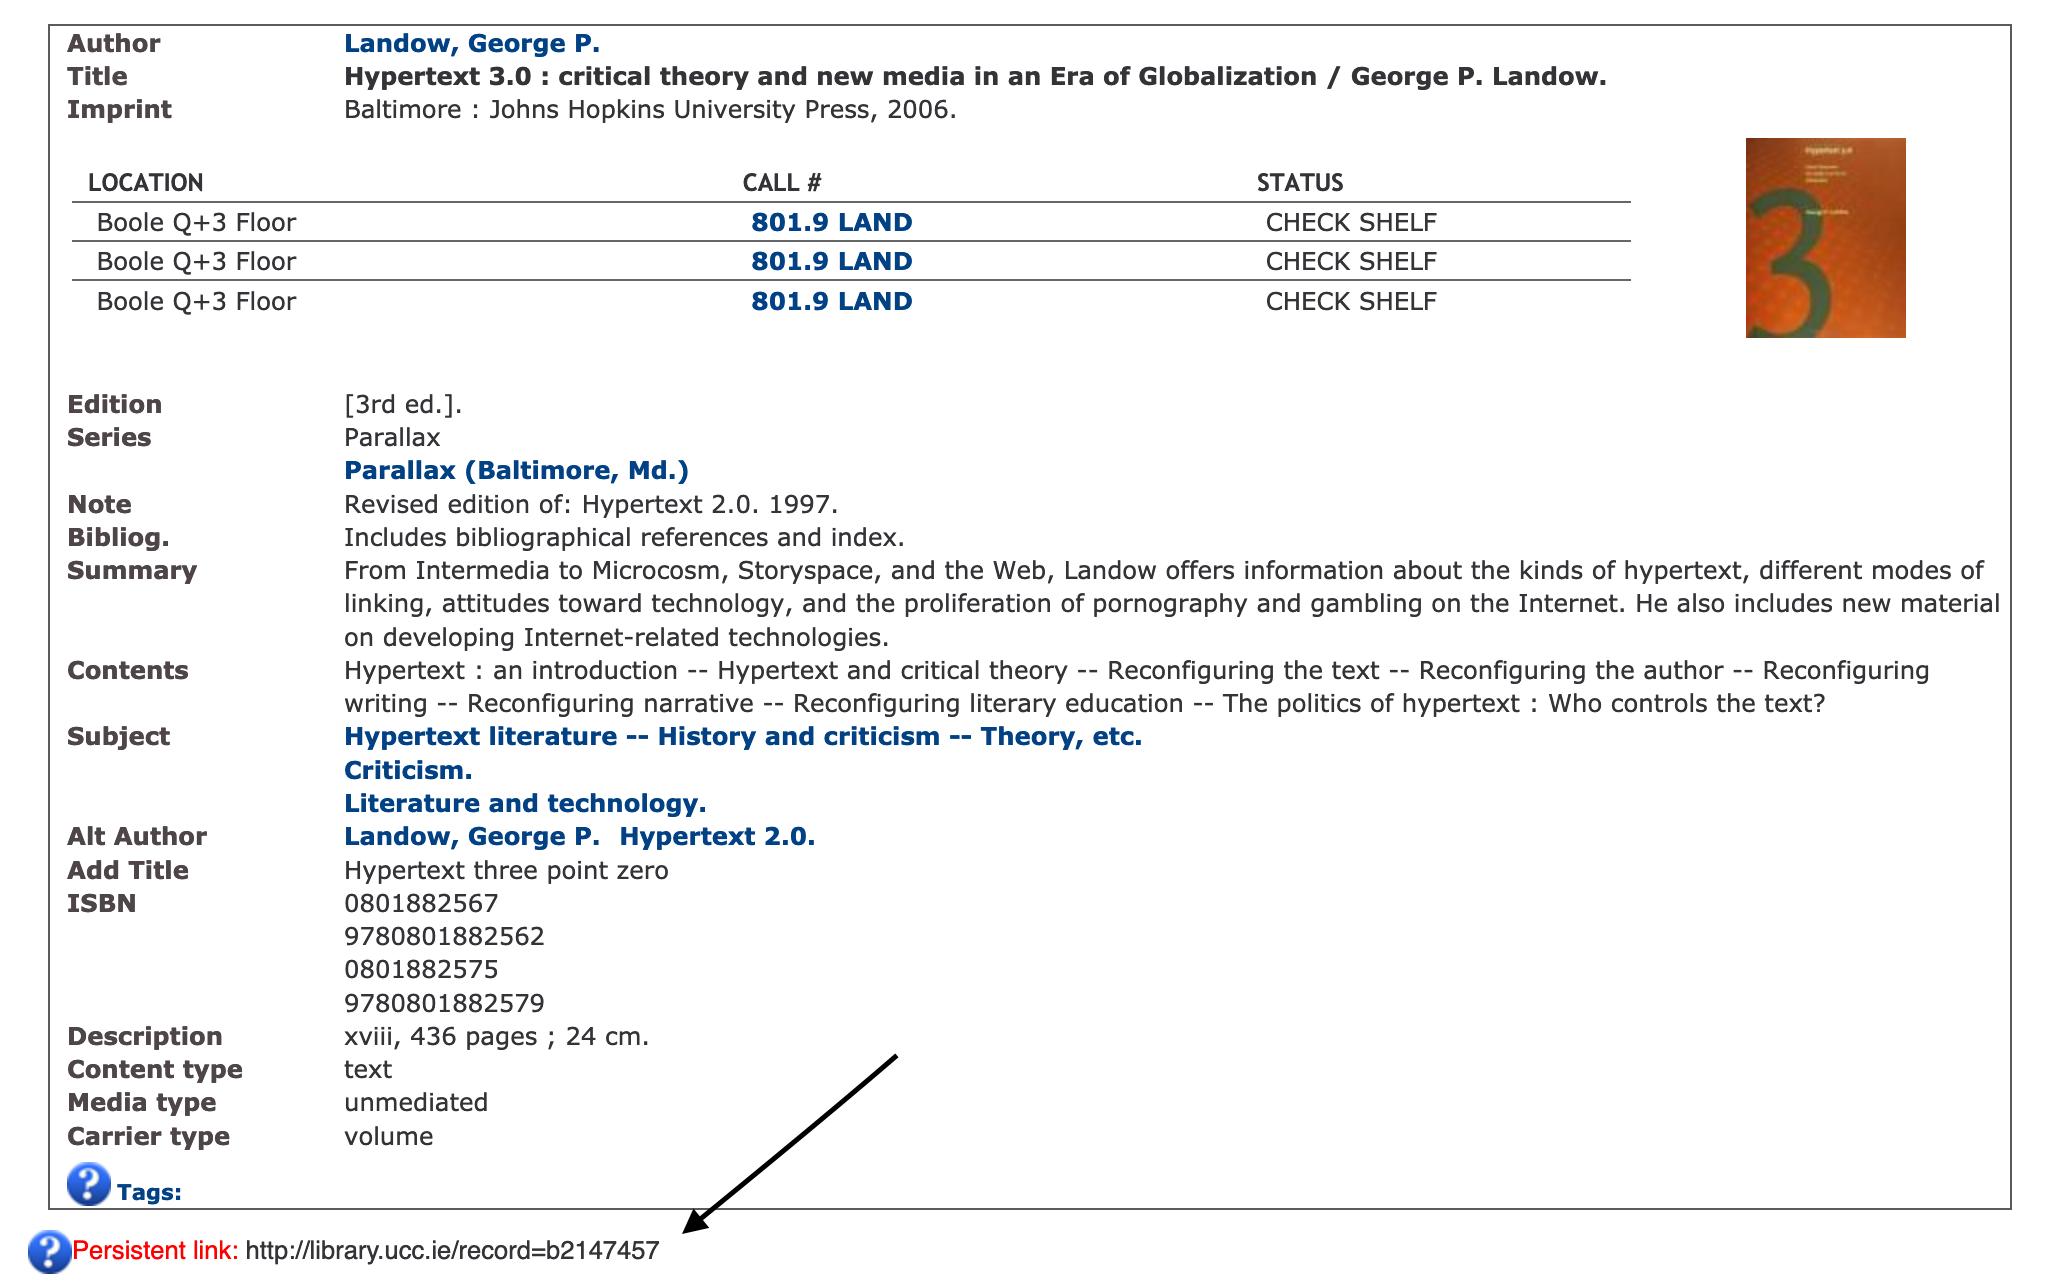 Author Landow, George P.
Title Hypertext 3.0 : critical theory and new media in an Era of Globalization / George P. Landow.
Imprint Baltimore : Johns Hopkins University Press, 2006.
LOCATION CALL # STATUS
Boole Q+3 Floor 801.9 LAND CHECK SHELF
Boole Q+3 Floor 801.9 LAND CHECK SHELF
Boole Q+3 Floor 801.9 LAND CHECK SHELF
3
Edition [3rd ed.].
Series Parallax
Parallax (Baltimore, Md.)
Note Revised edition of: Hypertext 2.0. 1997.
Bibliog. Includes bibliographical references and index.
Summary From Intermedia to Microcosm, Storyspace, and the Web, Landow offers information about the kinds of hypertext, different modes of
linking, attitudes toward technology, and the proliferation of pornography and gambling on the Internet. He also includes new material
on developing Internet-related technologies.
Contents Hypertext : an introduction -- Hypertext and critical theory -- Reconfiguring the text -- Reconfiguring the author -- Reconfiguring
writing -- Reconfiguring narrative -- Reconfiguring literary education -- The politics of hypertext : Who controls the text?
Subject Hypertext literature -- History and criticism -- Theory, etc.
Criticism.
Literature and technology.
Alt Author Landow, George P. Hypertext 2.0.
Add Title Hypertext three point zero
ISBN 0801882567
9780801882562
0801882575
9780801882579
Description xviii, 436 pages ; 24 cm.
Content type text
Media type unmediated
Carrier type volume
? Tags:
? Persistent link: http://library.ucc.ie/record=b2147457